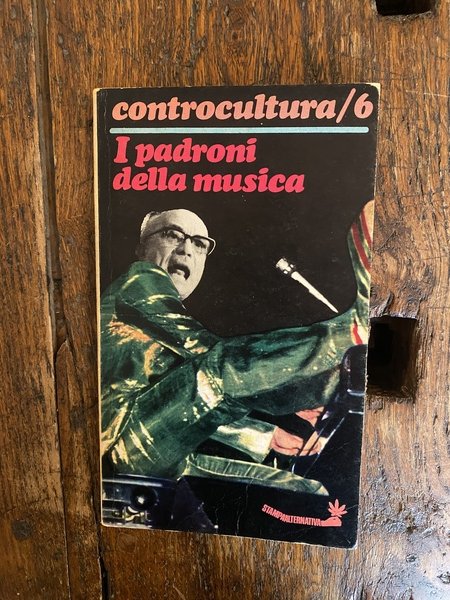 controcultura/6
I padroni
della musica
STAMPALTERNATIVA